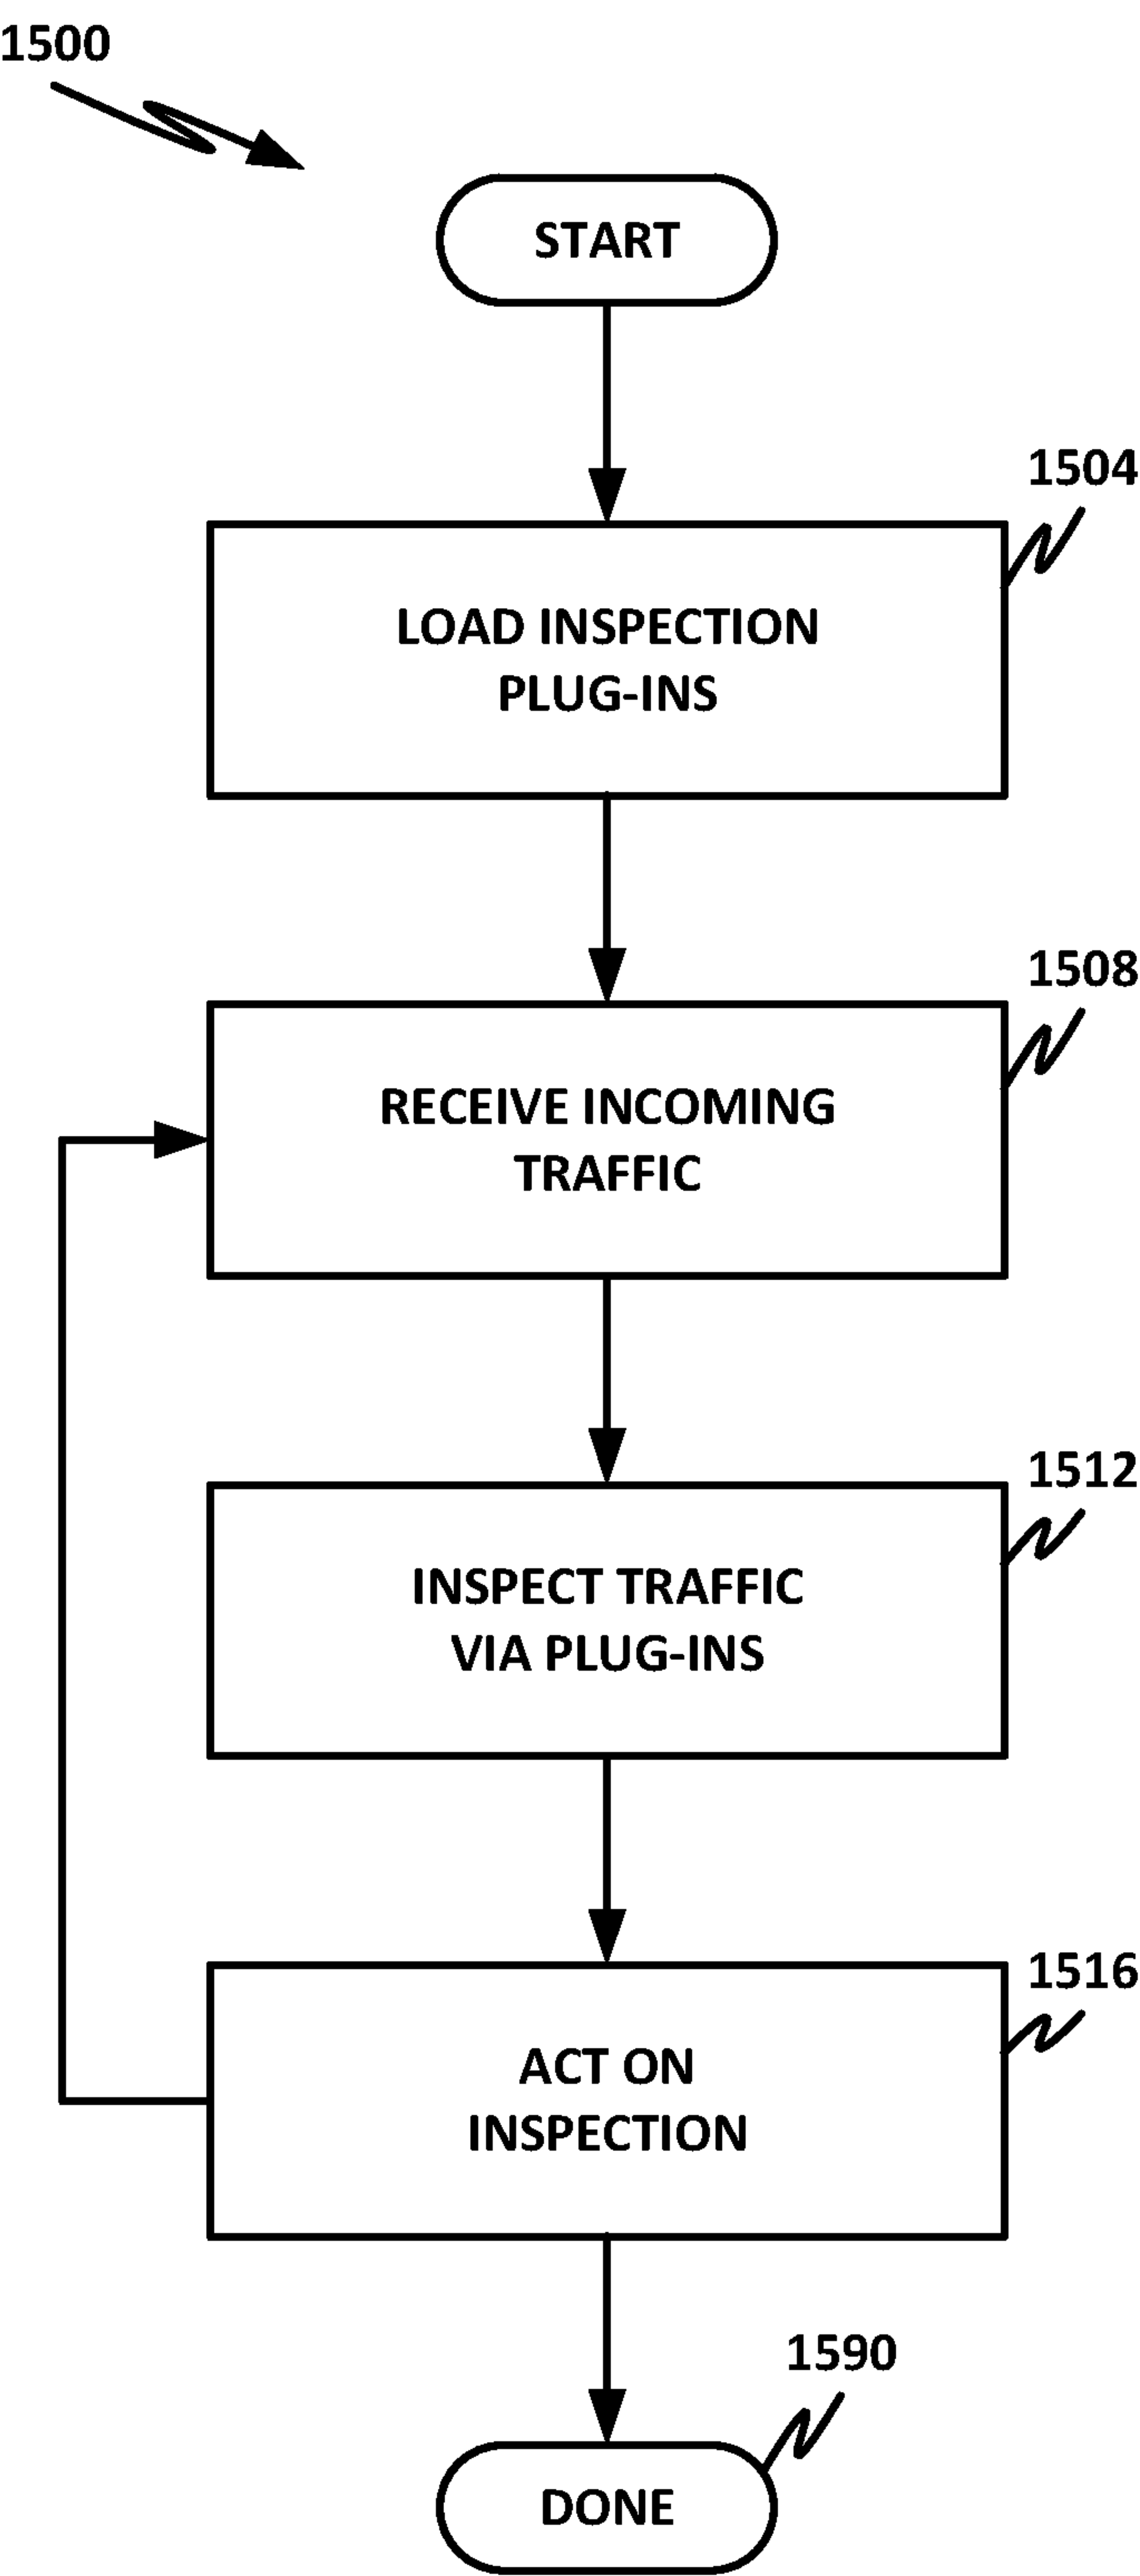 1500
START
1504
LOAD INSPECTION
PLUG-INS
1508
RECEIVE INCOMING
TRAFFIC
1512
INSPECT TRAFFIC
VIA PLUG-INS
1516
ACT ON
INSPECTION
1590
DONE